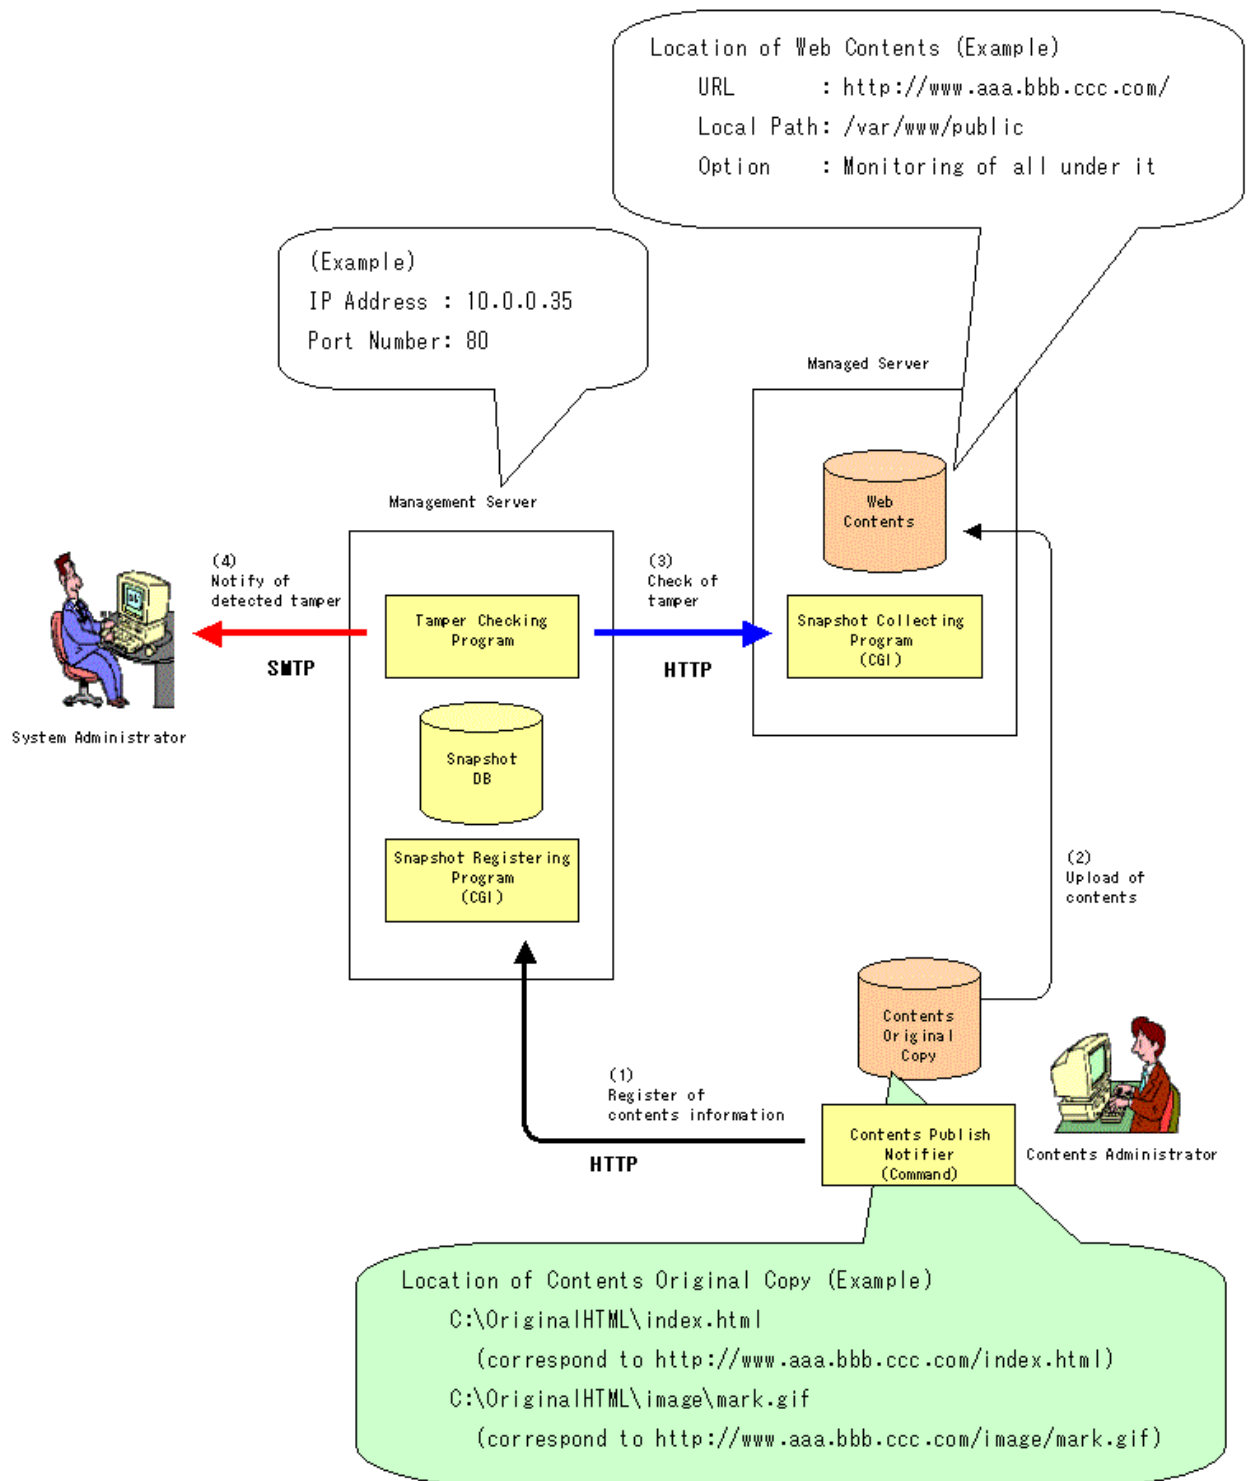 Location of Web Contents (Example)
URL : http://www.aaa.bbb.ccc.com/
Local Path: /var/www/public
Option : Monitoring of all under it
(Example)
IP Address : 10.0.0.35
Port Number: 80
Managed Server
Web
Contents
Management Server
(4)
Notify of
detected tamper
(3)
Check of
tamper
Tamper Checking
Program
Snapshot Collecting
Program
(CGI)
SMTP
HTTP
System Administrator
Snapshot
DB
Snapshot Registering
Program
(CGI)
(2)
Upload of
contents
Contents
Original
Copy
(1)
Register of
contents information
Contents Publish
Notifier
(Command)
Contents Administrator
HTTP
Location of Contents Original Copy (Example)
C:\OriginalHTML\index.html
(correspond to http://www.aaa.bbb.ccc.com/index.html)
C:\OriginalHTML\image\mark.gif
(correspond to http://www.aaa.bbb.ccc.com/image/mark.gif)